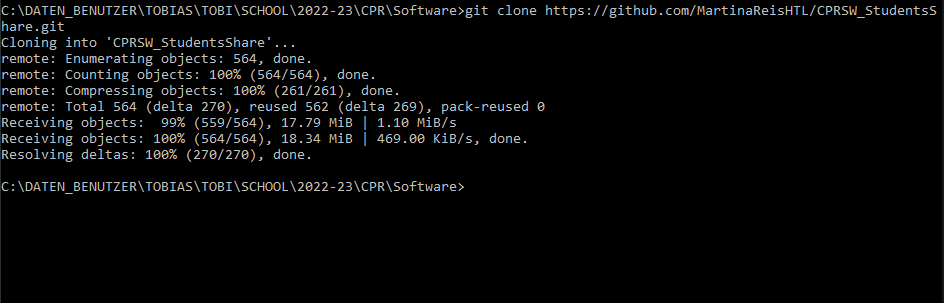 C:\DATEN_BENUTZER\TOBIAS\TOBI\SCHOOL\2022-23\CPR\Software>git clone https://github.com/MartinaReisHTL/CPRSW_StudentsS
hare.git
Cloning into 'CPRSW_StudentsShare'...
remote: Enumerating objects: 564, done.
remote: Counting objects: 100% (564/564), done.
remote: Compressing objects: 100% (261/261), done.
remote: Total 564 (delta 270), reused 562 (delta 269), pack-reused 0
Receiving objects:  99% (559/564), 17.79 MiB | 1.10 MiB/s
Receiving objects: 100% (564/564), 18.34 MiB | 469.00 KiB/s, done.
Resolving deltas: 100% (270/270), done.
C:\DATEN_BENUTZER\TOBIAS\TOBI\SCHOOL\2022-23\CPR\Software>